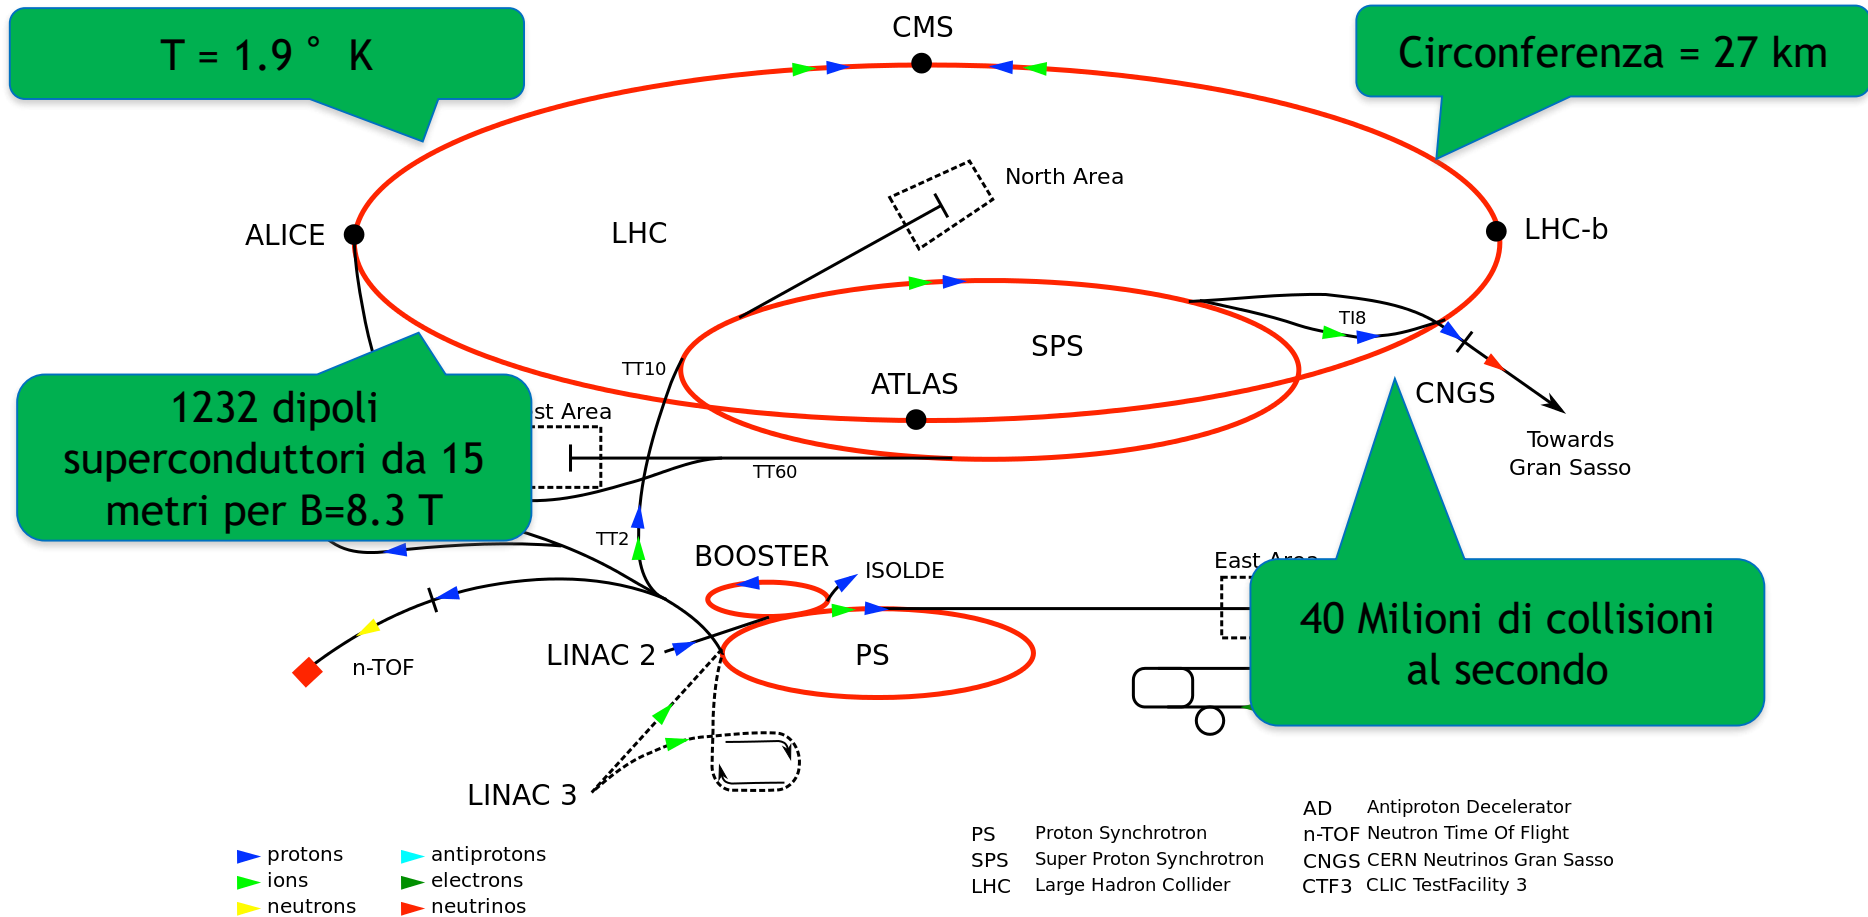 T = 1.9 ° K
CMS
Circonferenza = 27 km
North Area
ALICE
LHC
LHC-b
TI8
SPS
TT10
ATLAS
CNGS
1232 dipoli
superconduttori da 15
metri per B=8.3 T
st Area
Towards
Gran Sasso
TT60
TT2
BOOSTER
ISOLDE
East Area
40 Milioni di collisioni
al secondo
LINAC 2
PS
n-TOF
LINAC 3
protons
ions
neutrons
antiprotons
electrons
neutrinos
PS Proton Synchrotron
SPS Super Proton Synchrotron
LHC Large Hadron Collider
AD Antiproton Decelerator
n-TOF Neutron Time Of Flight
CNGS CERN Neutrinos Gran Sasso
CTF3 CLIC TestFacility 3